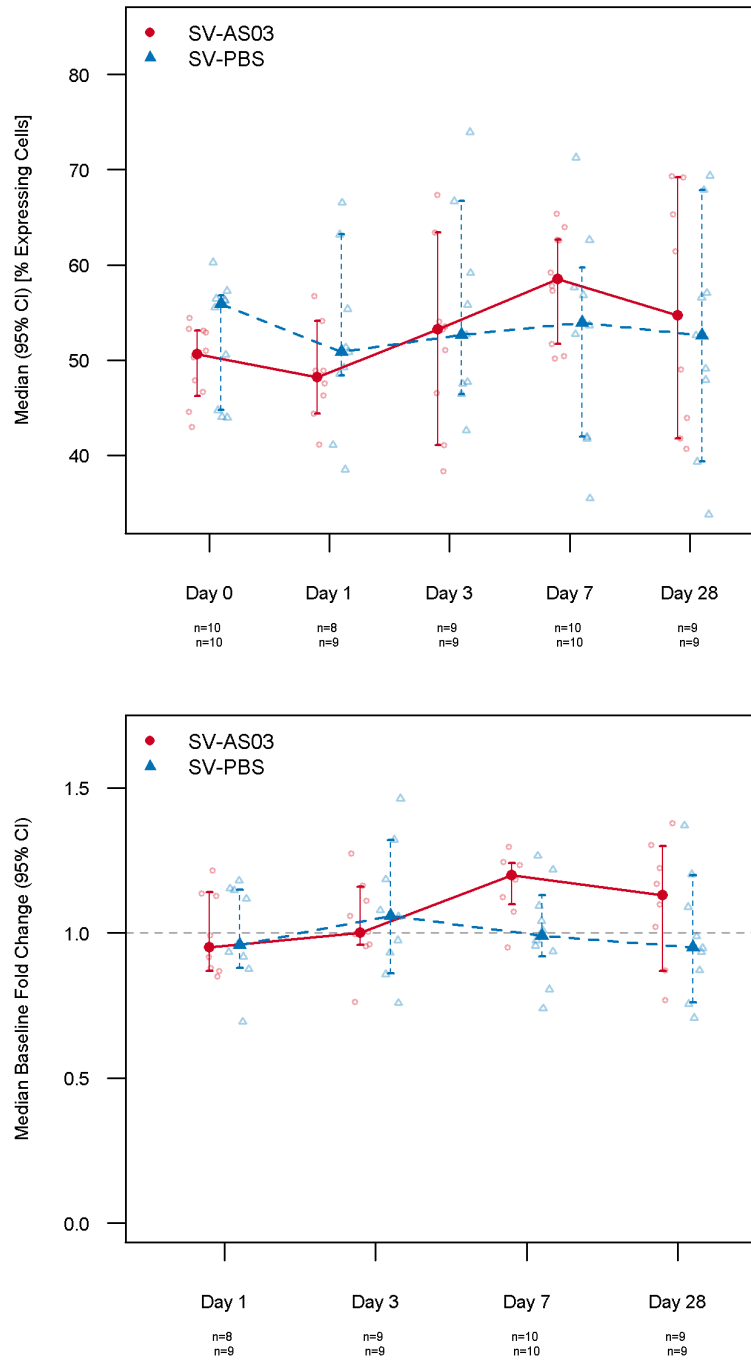 SV-AS03
SV-PBS
Median (95% CI) [% Expressing Cells]
80
70
60
50
40
Day 0 Day 1 Day 3 Day 7 Day 28
n=10 n=8 n=9 n=10 n=9
n=10 n=9 n=9 n=10 n=9
SV-AS03
SV-PBS
Median Baseline Fold Change (95% CI)
1.5
1.0
0.5
0.0
Day 1 Day 3 Day 7 Day 28
n=8 n=9 n=10 n=9
n=9 n=9 n=10 n=9